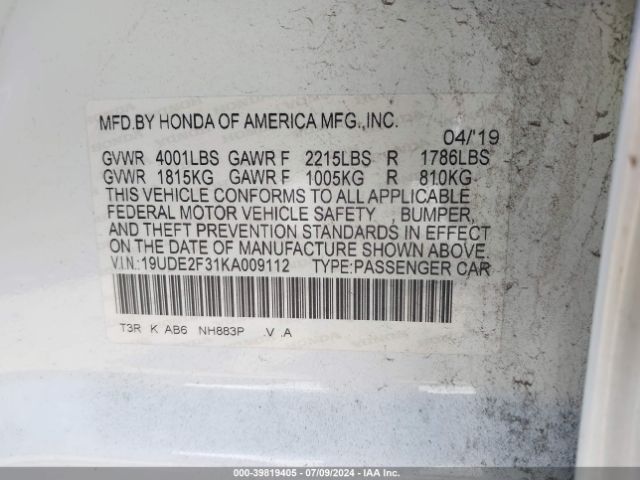 MFD.BY HONDA OF AMERICA MFG.,INC.
04/'19
GVWR 4001LBS GAWR F 2215LBS R 1786LBS
GVWR 1815KG GAWR F 1005KG R 810KG
THIS VEHICLE CONFORMS TO ALL APPLICABLE
FEDERAL MOTOR VEHICLE SAFETY , BUMPER,
AND THEFT PREVENTION STANDARDS IN EFFECT
ON THE DATE OF MANUFACTURE SHOWN ABOVE.
V.I.N.:19UDE2F31KA009112 TYPE:PASSENGER CAR
T3R K AB6 NH883P .V .A
000-39819405 / 07/09/2024 / IAA Inc.